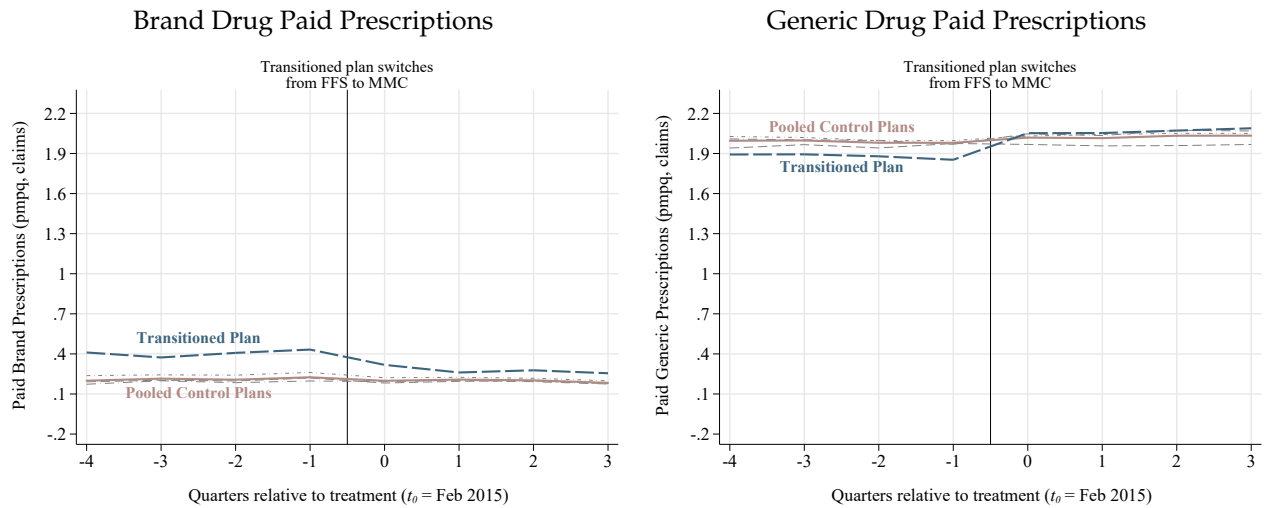 Brand Drug Paid Prescriptions
Transitioned plan switches
from FFS to MMC
Paid Brand Prescriptions (pmpq, claims)
2.2
1.9
1.6
1.3
1
.7
.4
.1
-.2
Transitioned Plan
Pooled Control Plans
-4 -3 -2 -1 0 1 2 3
Quarters relative to treatment (t0 = Feb 2015)
Generic Drug Paid Prescriptions
Transitioned plan switches
from FFS to MMC
Paid Generic Prescriptions (pmpq, claims)
2.2
1.9
1.6
1.3
1
.7
.4
.1
-.2
Pooled Control Plans
Transitioned Plan
-4 -3 -2 -1 0 1 2 3
Quarters relative to treatment (t0 = Feb 2015)